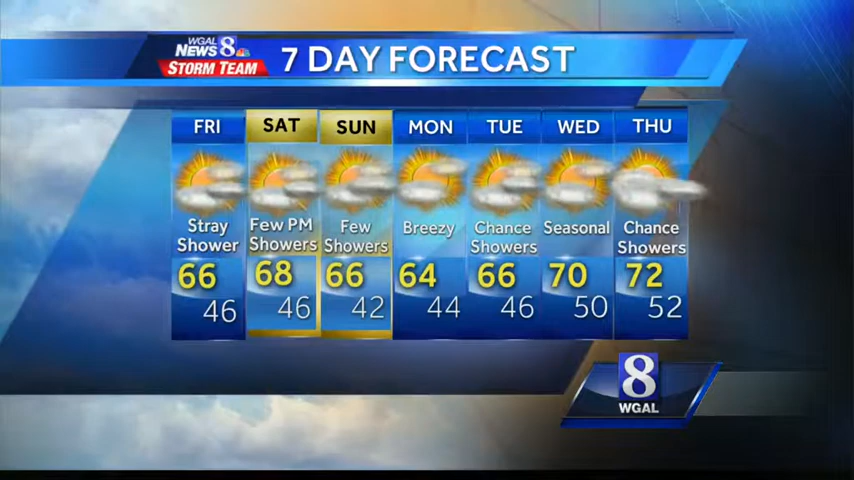 WGAL
NEWS 8
STORM TEAM
7 DAY FORECAST
FRI SAT SUN MON TUE WED THU
Stray Shower
Few PM Showers
Few Showers
Breezy
Chance Showers
Seasonal
Chance Showers
66 68 66 64 66 70 72
46 46 42 44 46 50 52
8
WGAL